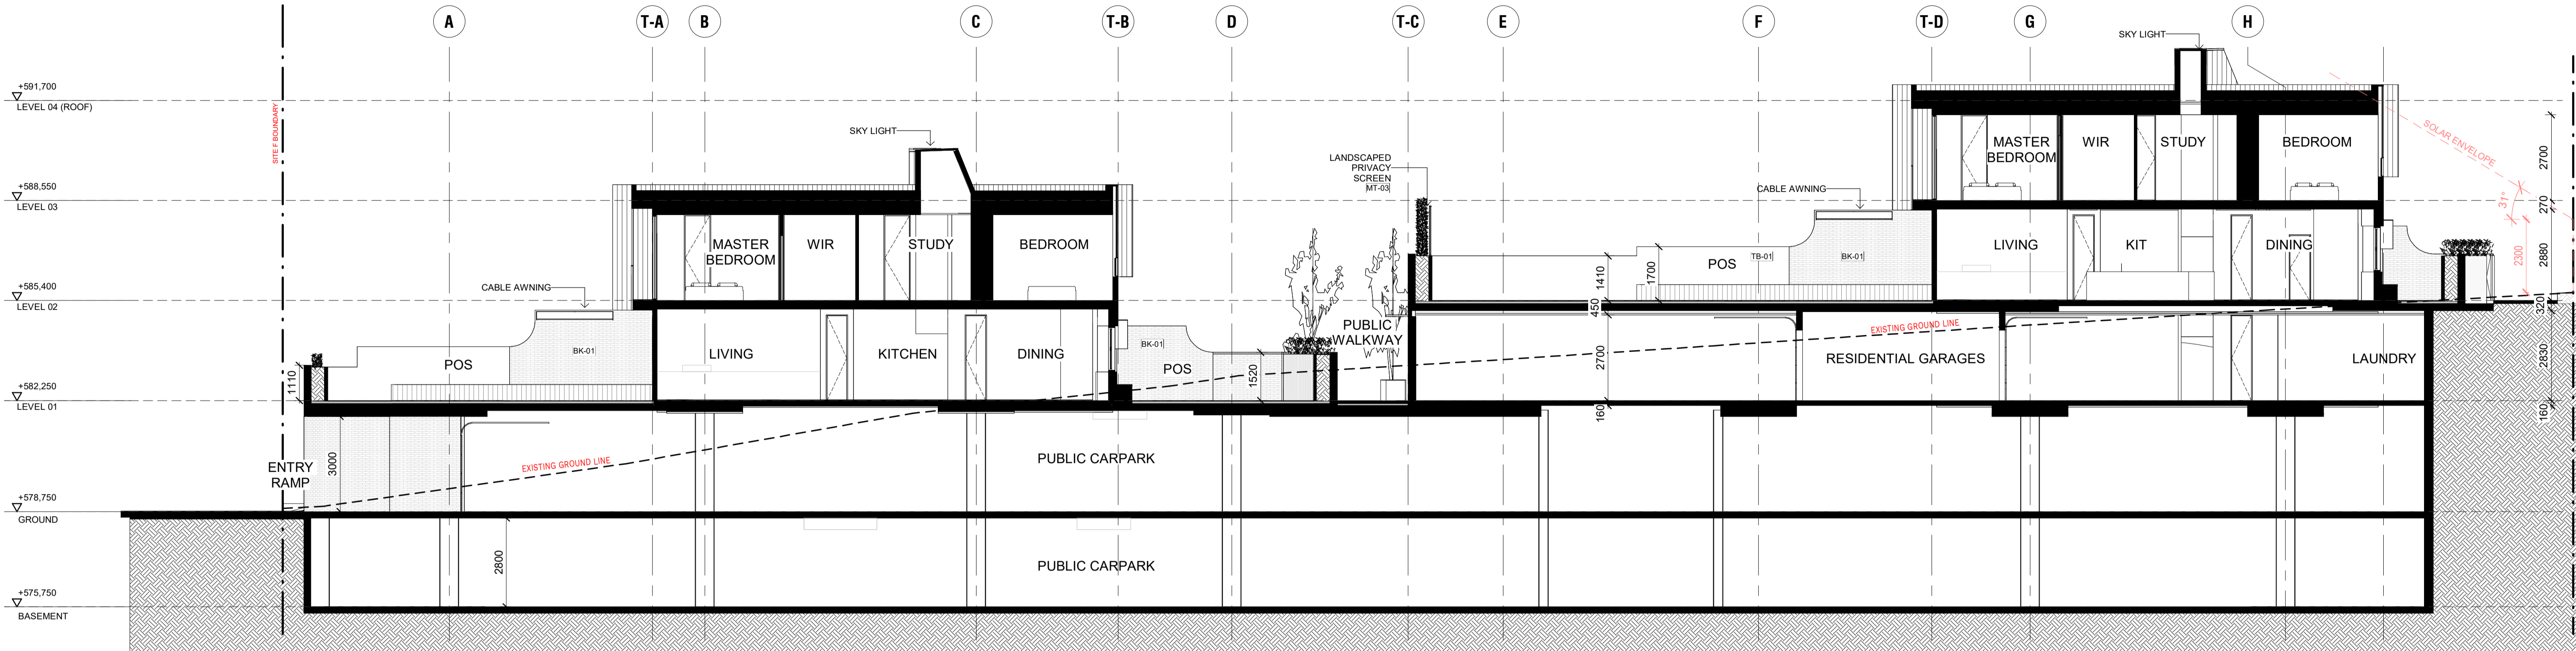 A
T-A
B
C
T-B
D
T-C
E
F
T-D
G
H
SKY LIGHT
+591,700
LEVEL 04 (ROOF)
SITE F BOUNDARY
SKY LIGHT
SOLAR ENVELOPE
31°
2300
LANDSCAPED
PRIVACY
SCREEN
MT-03
MASTER
BEDROOM
WIR
STUDY
BEDROOM
2700
270
2880
320
2830
160
+588,550
LEVEL 03
CABLE AWNING
MASTER
BEDROOM
WIR
STUDY
BEDROOM
LIVING
KIT
DINING
POS
TB-01
BK-01
1700
1410
450
2700
160
CABLE AWNING
+585,400
LEVEL 02
PUBLIC
WALKWAY
EXISTING GROUND LINE
RESIDENTIAL GARAGES
LAUNDRY
POS
BK-01
LIVING
KITCHEN
DINING
BK-01
POS
1520
1110
+582,250
LEVEL 01
ENTRY
RAMP
3000
EXISTING GROUND LINE
PUBLIC CARPARK
+578,750
GROUND
2800
PUBLIC CARPARK
+575,750
BASEMENT